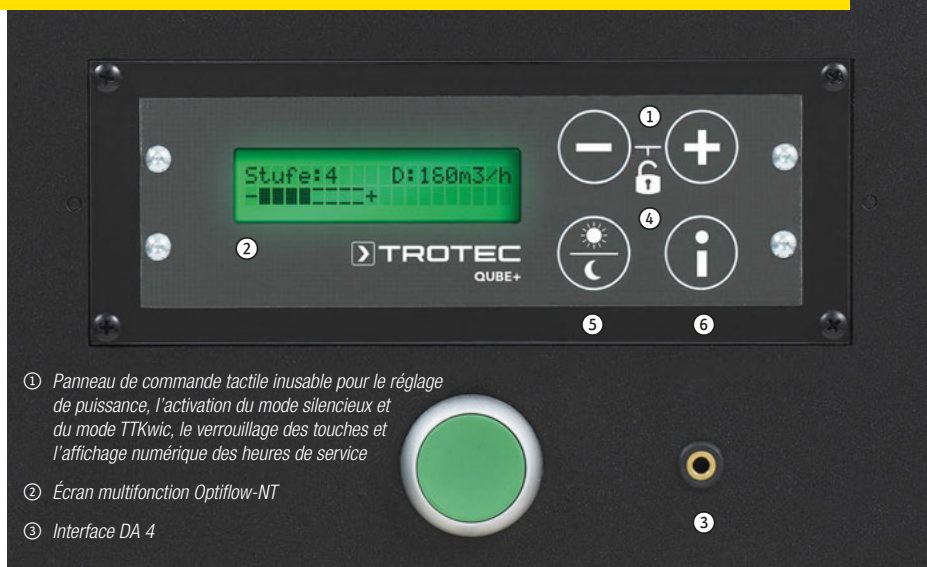 ①
Stufe:4 D:160m3/h
- +
④
②
TROTEC
QUBE+
⑤ ⑥
① Panneau de commande tactile inusable pour le réglage
de puissance, l'activation du mode silencieux et
du mode TTKwic, le verrouillage des touches et
l'affichage numérique des heures de service
② Écran multifonction Optiflow-NT
③ Interface DA 4
③